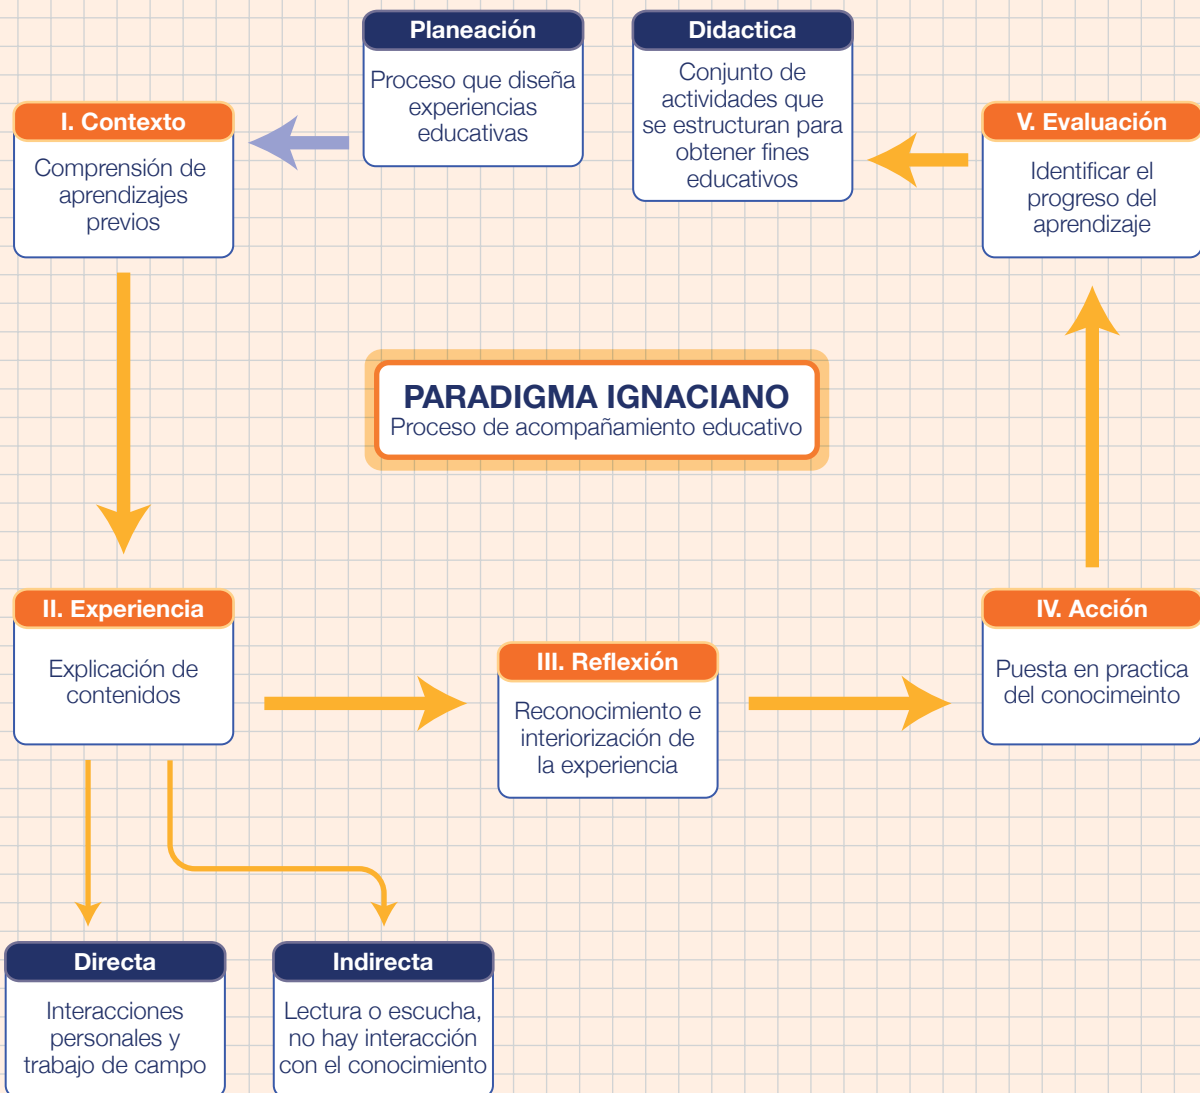 Planeación
Proceso que diseña
experiencias
educativas
Didactica
Conjunto de
actividades que
se estructuran para
obtener fines
educativos
I. Contexto
Comprensión de
aprendizajes
previos
V. Evaluación
Identificar el
progreso del
aprendizaje
PARADIGMA IGNACIANO
Proceso de acompañamiento educativo
II. Experiencia
Explicación de
contenidos
III. Reflexión
Reconocimiento e
interiorización de
la experiencia
IV. Acción
Puesta en practica
del conocimeinto
Directa
Interacciones
personales y
trabajo de campo
Indirecta
Lectura o escucha,
no hay interacción
con el conocimiento